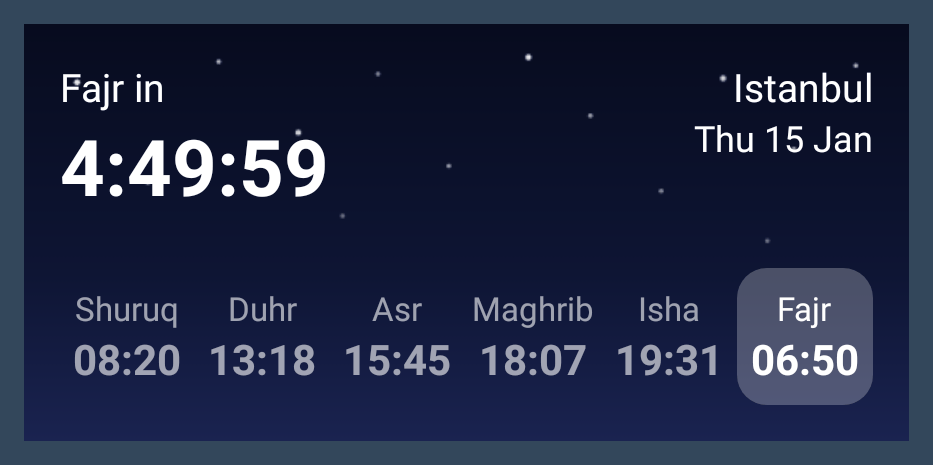 Fajr in
4:49:59
Istanbul
Thu 15 Jan
Shuruq Duhr Asr Maghrib Isha Fajr
08:20 13:18 15:45 18:07 19:31 06:50